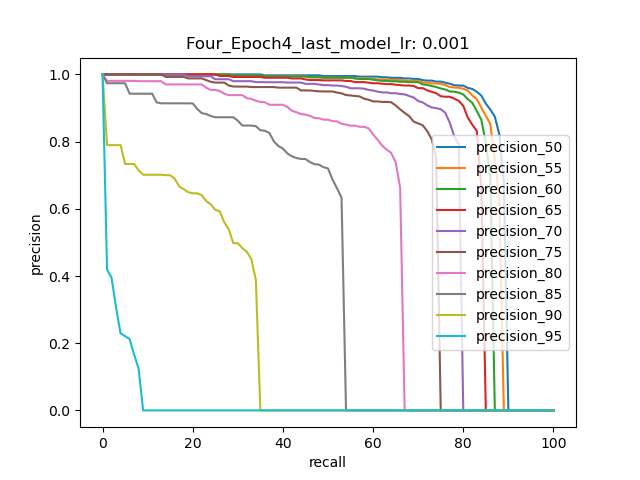 Four_Epoch4_last_model_lr: 0.001
precision
1.0
0.8
0.6
0.4
0.2
0.0
precision_50
precision_55
precision_60
precision_65
precision_70
precision_75
precision_80
precision_85
precision_90
precision_95
0 20 40 60 80 100
recall